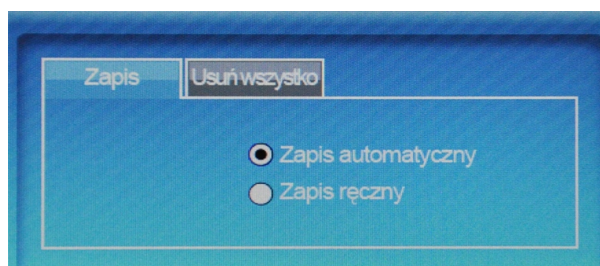 Zapis
Usuń wszystko
Zapis automatyczny
Zapis ręczny